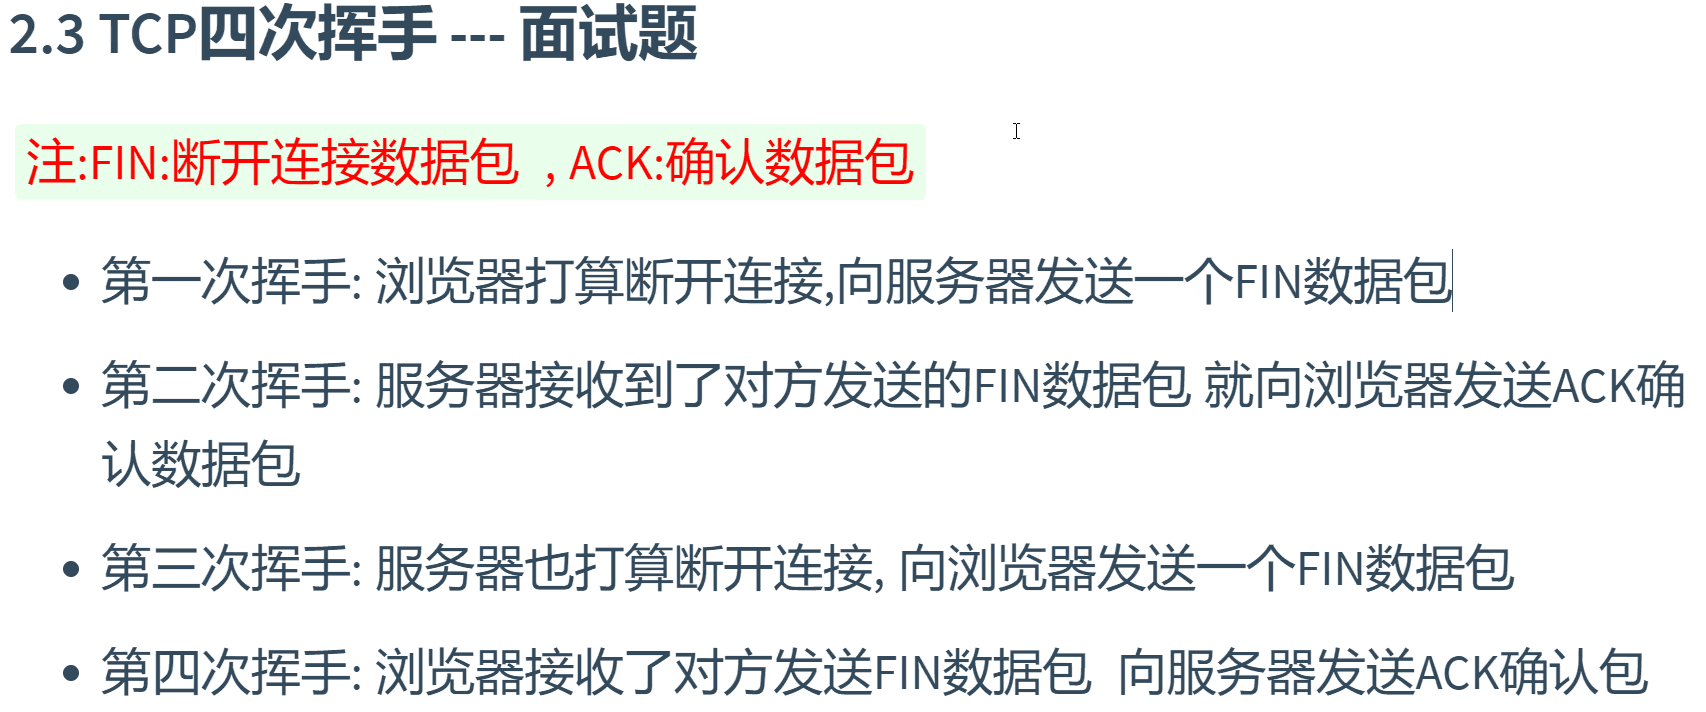 2.3 TCP四次挥手 --- 面试题
注:FIN:断开连接数据包 , ACK:确认数据包
第一次挥手: 浏览器打算断开连接,向服务器发送一个FIN数据包
第二次挥手: 服务器接收到了对方发送的FIN数据包 就向浏览器发送ACK确
认数据包
第三次挥手: 服务器也打算断开连接, 向浏览器发送一个FIN数据包
第四次挥手: 浏览器接收了对方发送FIN数据包 向服务器发送ACK确认包